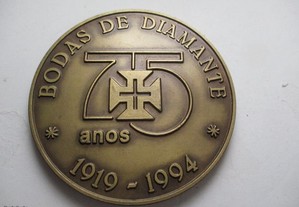 * BODAS DE DIAMANTE *
75
anos
1919 - 1994